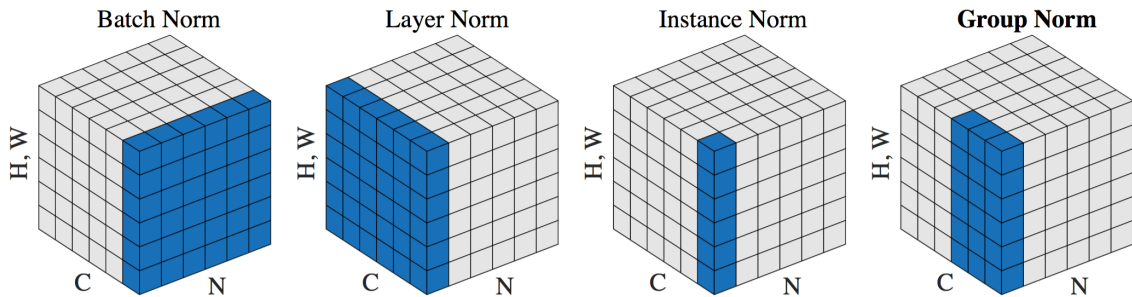 Batch Norm
Layer Norm
Instance Norm
Group Norm
H, W
C
N
H, W
C
N
H, W
C
N
H, W
C
N